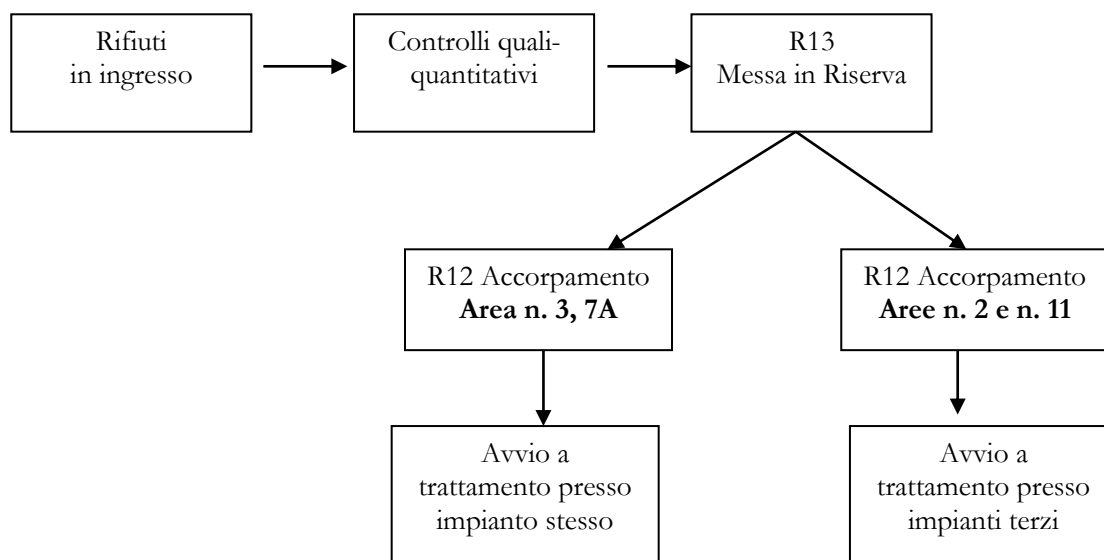 Rifiuti
in ingresso
Controlli quali-
quantitativi
R13
Messa in Riserva
R12 Accorpamento
Area n. 3, 7A
R12 Accorpamento
Aree n. 2 e n. 11
Avvio a
trattamento presso
impianto stesso
Avvio a
trattamento presso
impianti terzi